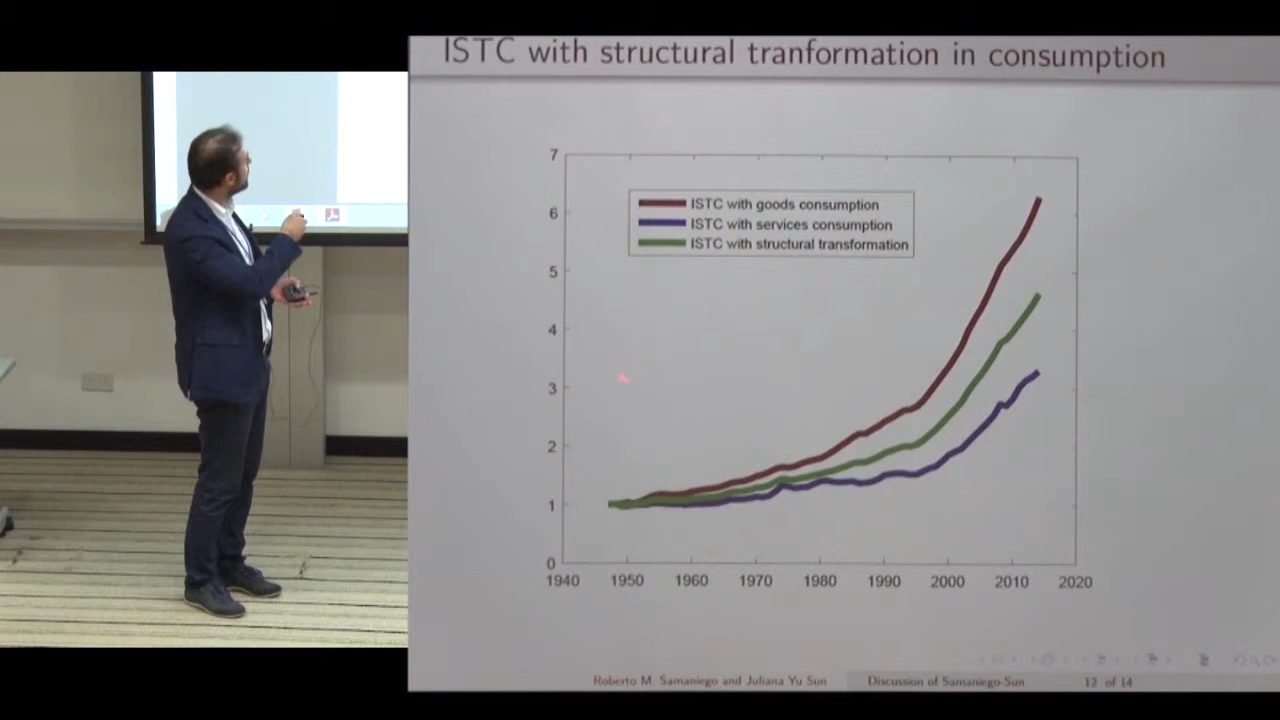 ISTC with structural tranformation in consumption
7
6
5
4
3
2
1
0
ISTC with goods consumption
ISTC with services consumption
ISTC with structural transformation
1940 1950 1960 1970 1980 1990 2000 2010 2020
Roberto M. Samaniego and Juliana Yu Sun Discussion of Samaniego-Sun 12 of 14